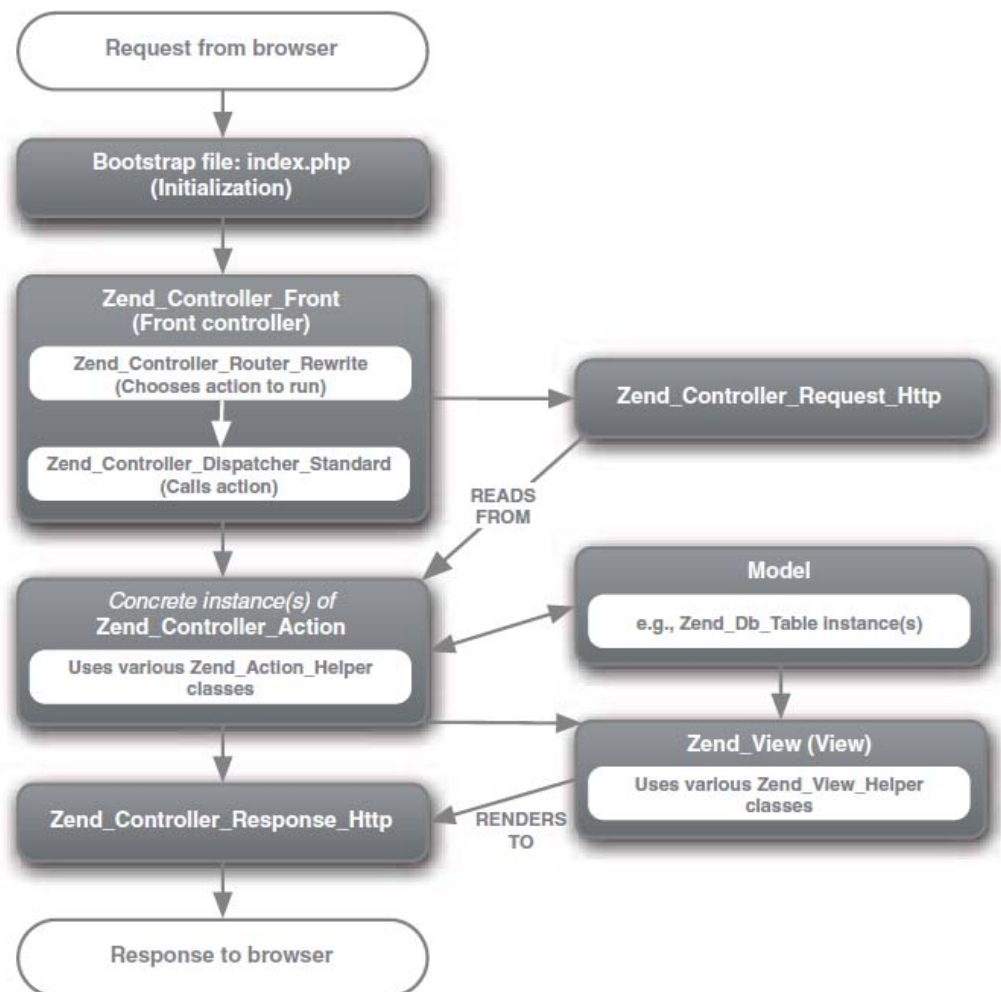 Request from browser
Bootstrap file: index.php
(Initialization)
Zend_Controller_Front
(Front controller)
Zend_Controller_Router_Rewrite
(Chooses action to run)
Zend_Controller_Dispatcher_Standard
(Calls action)
Zend_Controller_Request_Http
READS
FROM
Concrete instance(s) of
Zend_Controller_Action
Uses various Zend_Action_Helper
classes
Model
e.g., Zend_Db_Table instance(s)
Zend_View (View)
Uses various Zend_View_Helper
classes
Zend_Controller_Response_Http
RENDERS
TO
Response to browser